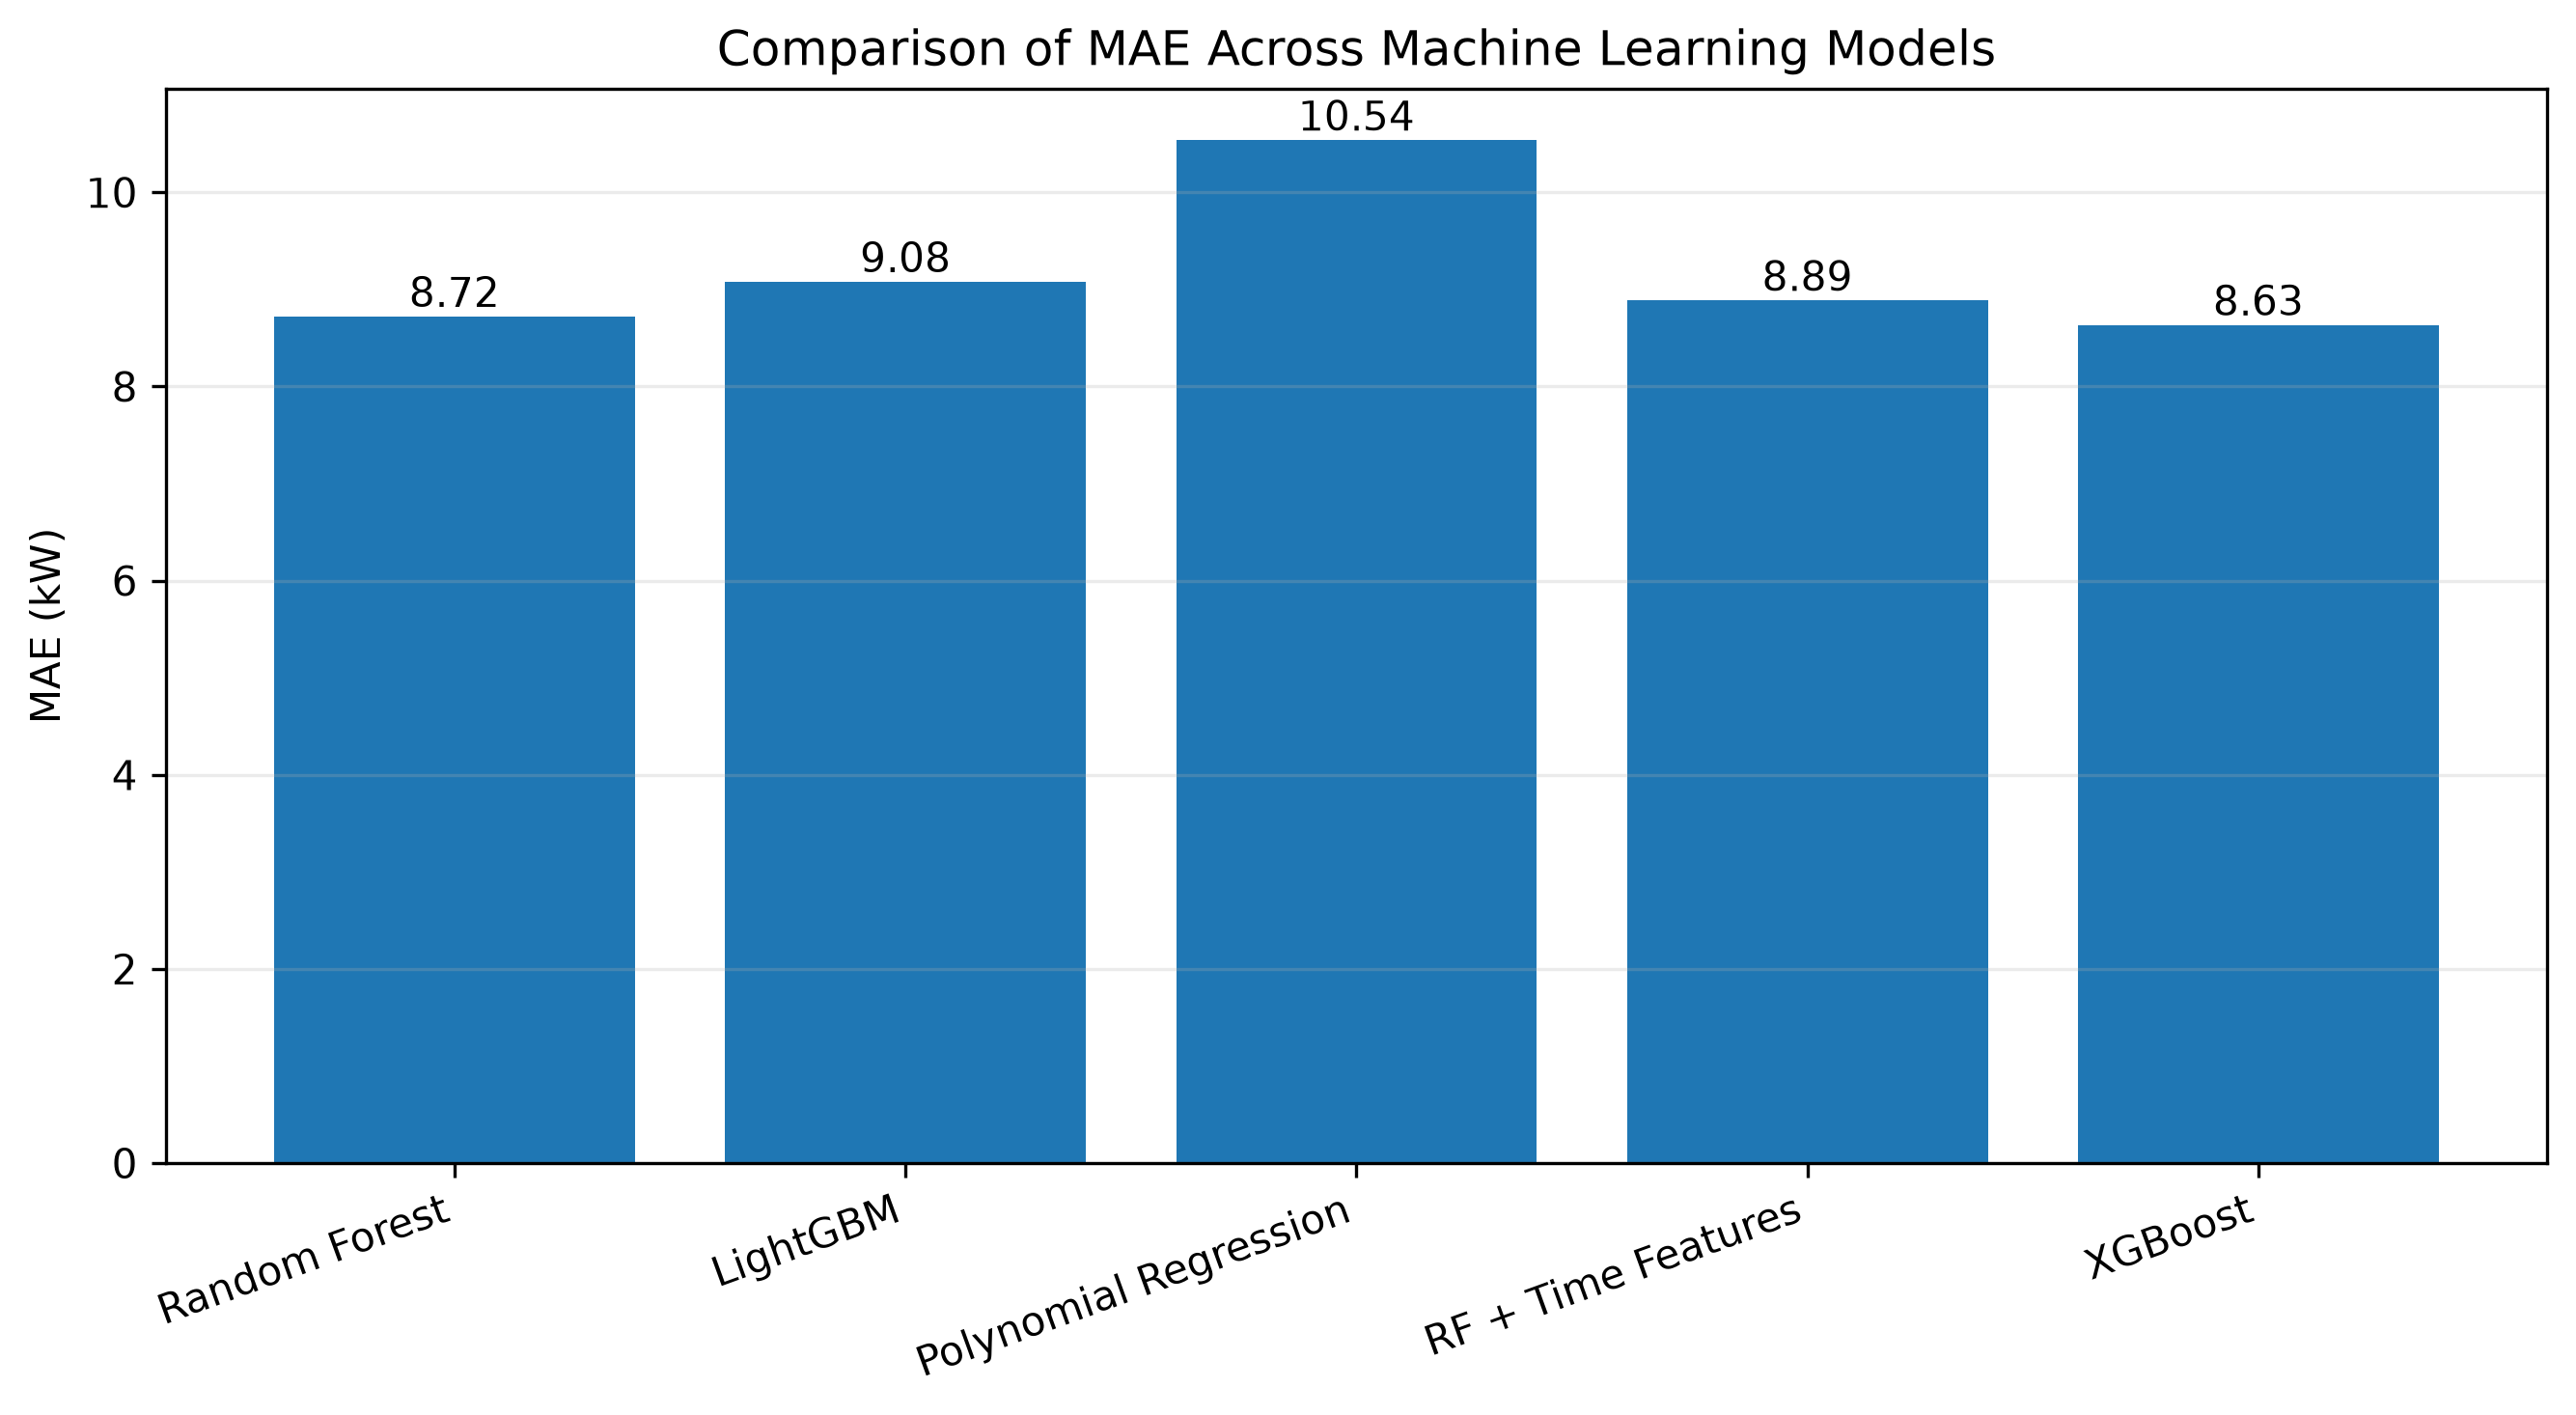 Comparison of MAE Across Machine Learning Models
MAE (kW)
10
8
6
4
2
0
8.72
9.08
10.54
8.89
8.63
Random Forest
LightGBM
Polynomial Regression
RF + Time Features
XGBoost